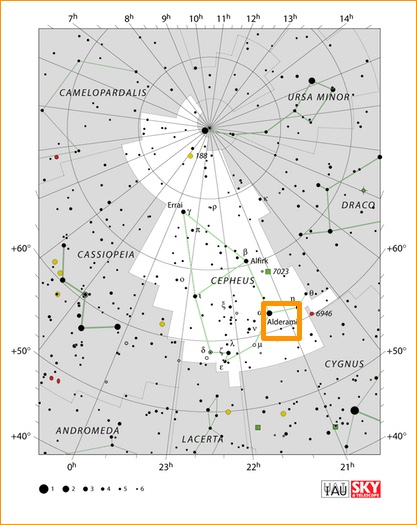 7h 8h 9h 10h 11h 12h 13h 14h
CAMELOPARDALIS
URSA MINOR
188
DRACO
Errai
γ
ρ
κ
π
+60°
CASSIOPEIA
β
Alfirk
+60°
7023
CEPHEUS
ο
ι
ξ
η
θ
α
Alderamin
6946
ν
μ
λ
δ
ζ
ε
+50°
+50°
CYGNUS
ANDROMEDA
LACERTA
+40°
+40°
0h 23h 22h 21h
1 2 3 4 5 6
IAU
SKY
& TELESCOPE